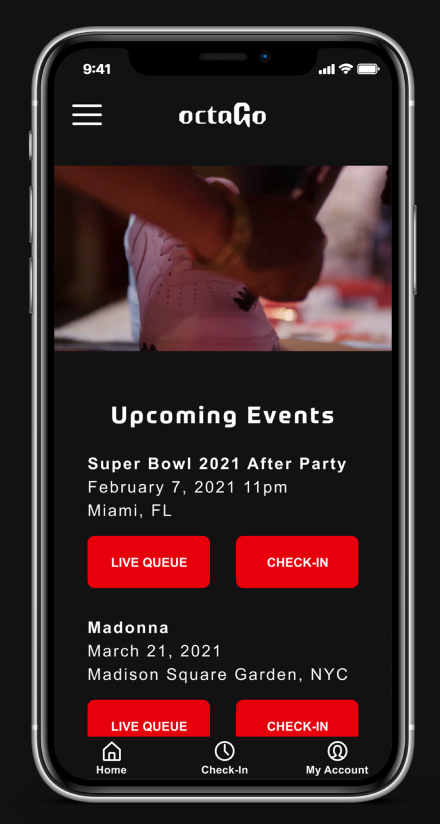 9:41
octaGo
Upcoming Events
Super Bowl 2021 After Party
February 7, 2021 11pm
Miami, FL
LIVE QUEUE CHECK-IN
Madonna
March 21, 2021
Madison Square Garden, NYC
LIVE QUEUE CHECK-IN
Home Check-In My Account